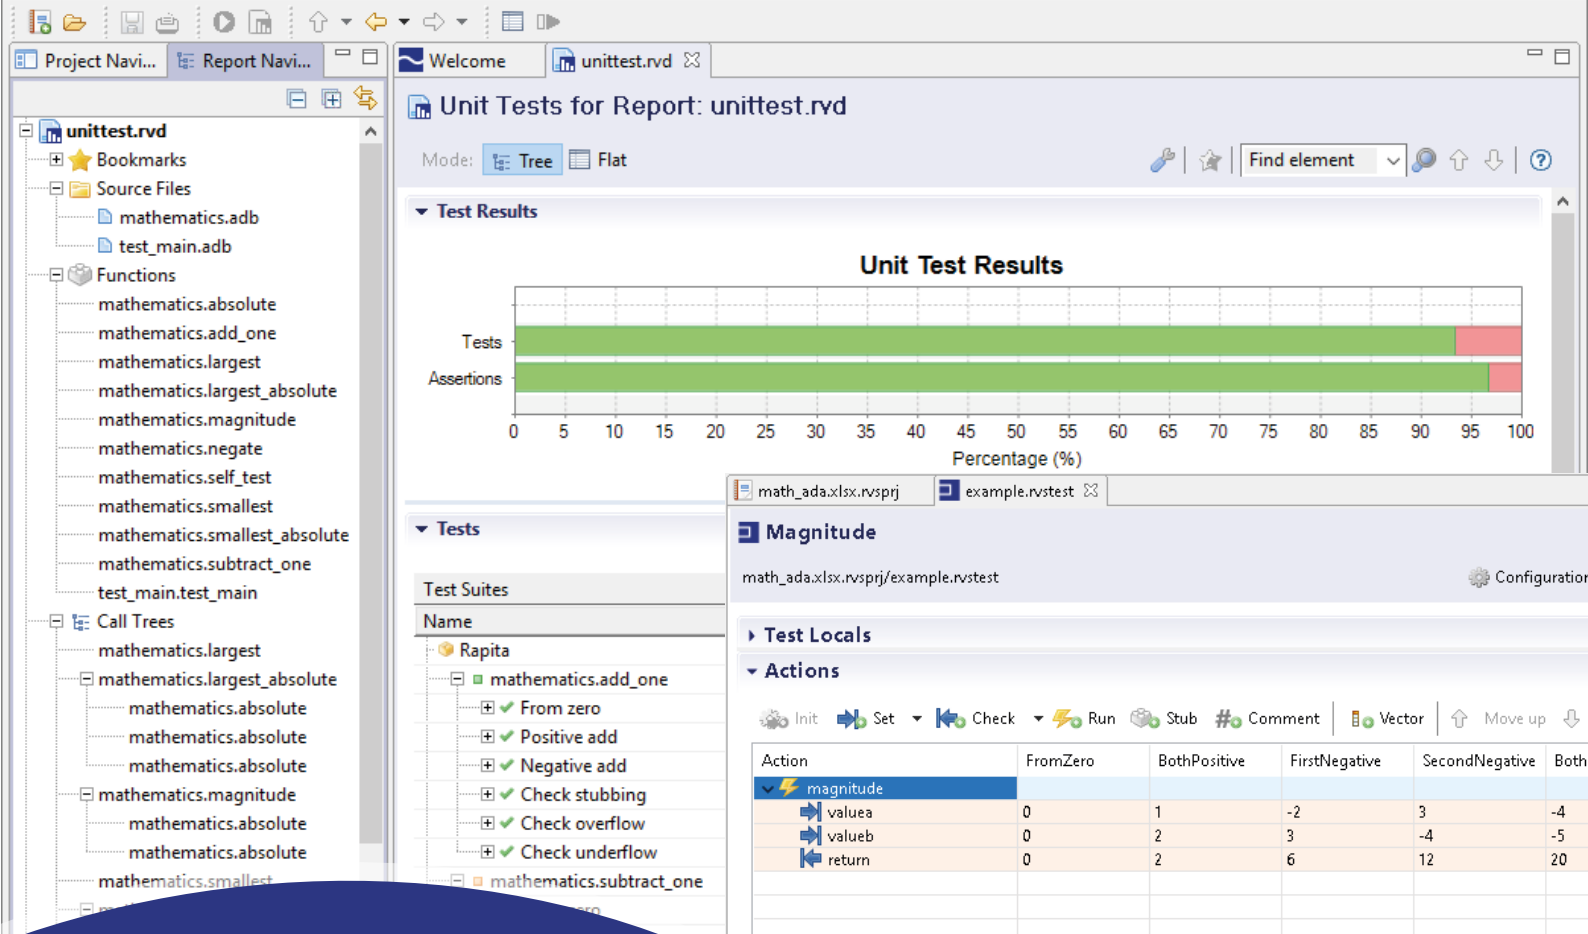 Project Navi...
Report Navi...
unittest.rvd
Bookmarks
Source Files
mathematics.adb
test_main.adb
Functions
mathematics.absolute
mathematics.add_one
mathematics.largest
mathematics.largest_absolute
mathematics.magnitude
mathematics.negate
mathematics.self_test
mathematics.smallest
mathematics.smallest_absolute
mathematics.subtract_one
test_main.test_main
Call Trees
mathematics.largest
mathematics.largest_absolute
mathematics.absolute
mathematics.absolute
mathematics.absolute
mathematics.magnitude
mathematics.absolute
mathematics.absolute
mathematics.smallest
Welcome
unittest.rvd
Unit Tests for Report: unittest.rvd
Mode: Tree Flat
Find element
Test Results
Unit Test Results
Tests
Assertions
0 5 10 15 20 25 30 35 40 45 50 55 60 65 70 75 80 85 90 95 100
Percentage (%)
Tests
Test Suites
Name
Rapita
mathematics.add_one
From zero
Positive add
Negative add
Check stubbing
Check overflow
Check underflow
mathematics.subtract_one
math_ada.xlsx.rvsprj
example.rvstest
Magnitude
math_ada.xlsx.rvsprj/example.rvstest
Configuration
Test Locals
Actions
Init Set Check Run Stub Comment Vector Move up
Action FromZero BothPositive FirstNegative SecondNegative Both
magnitude
valuea 0 1 -2 3 -4
valueb 0 2 3 -4 -5
return 0 2 6 12 20